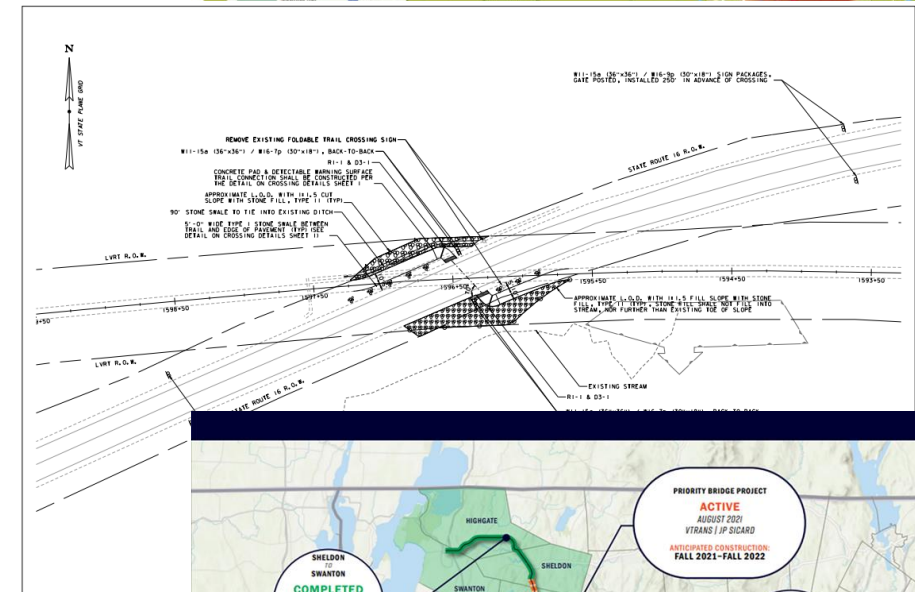 N
VT STATE PLANE GRID
W11-15a (36"x36") / W16-9p (30"x18") SIGN PACKAGES,
GATE POSTED, INSTALLED 250' IN ADVANCE OF CROSSING
REMOVE EXISTING FOLDABLE TRAIL CROSSING SIGN
W11-15a (36"x36") / W16-7p (30"x18"), BACK-TO-BACK
R1-1 & D3-1
CONCRETE PAD & DETECTABLE WARNING SURFACE
TRAIL CONNECTION SHALL BE CONSTRUCTED PER
THE DETAIL ON CROSSING DETAILS SHEET 1
APPROXIMATE L.O.D. WITH 1:1.5 CUT
SLOPE WITH STONE FILL, TYPE II (TYP)
90' STONE SWALE TO TIE INTO EXISTING DITCH
5'-0" WIDE TYPE I STONE SWALE BETWEEN
TRAIL AND EDGE OF PAVEMENT (TYP) (SEE
DETAIL ON CROSSING DETAILS SHEET 1)
STATE ROUTE 16 R.O.W.
LVRT R.O.W.
1598+50
1597+50
1596+50
1595+50
1594+50
1593+50
APPROXIMATE L.O.D. WITH 1:1.5 FILL SLOPE WITH STONE
FILL, TYPE II (TYP), STONE FILL SHALL NOT FILL INTO
STREAM, NOR FURTHER THAN EXISTING TOE OF SLOPE
LVRT R.O.W.
STATE ROUTE 16 R.O.W.
EXISTING STREAM
R1-1 & D3-1
PRIORITY BRIDGE PROJECT
ACTIVE
AUGUST 2021
VTRANS | JP SICARD
ANTICIPATED CONSTRUCTION:
FALL 2021–FALL 2022
HIGHGATE
SHELDON
SWANTON
SHELDON
TO
SWANTON
COMPLETED